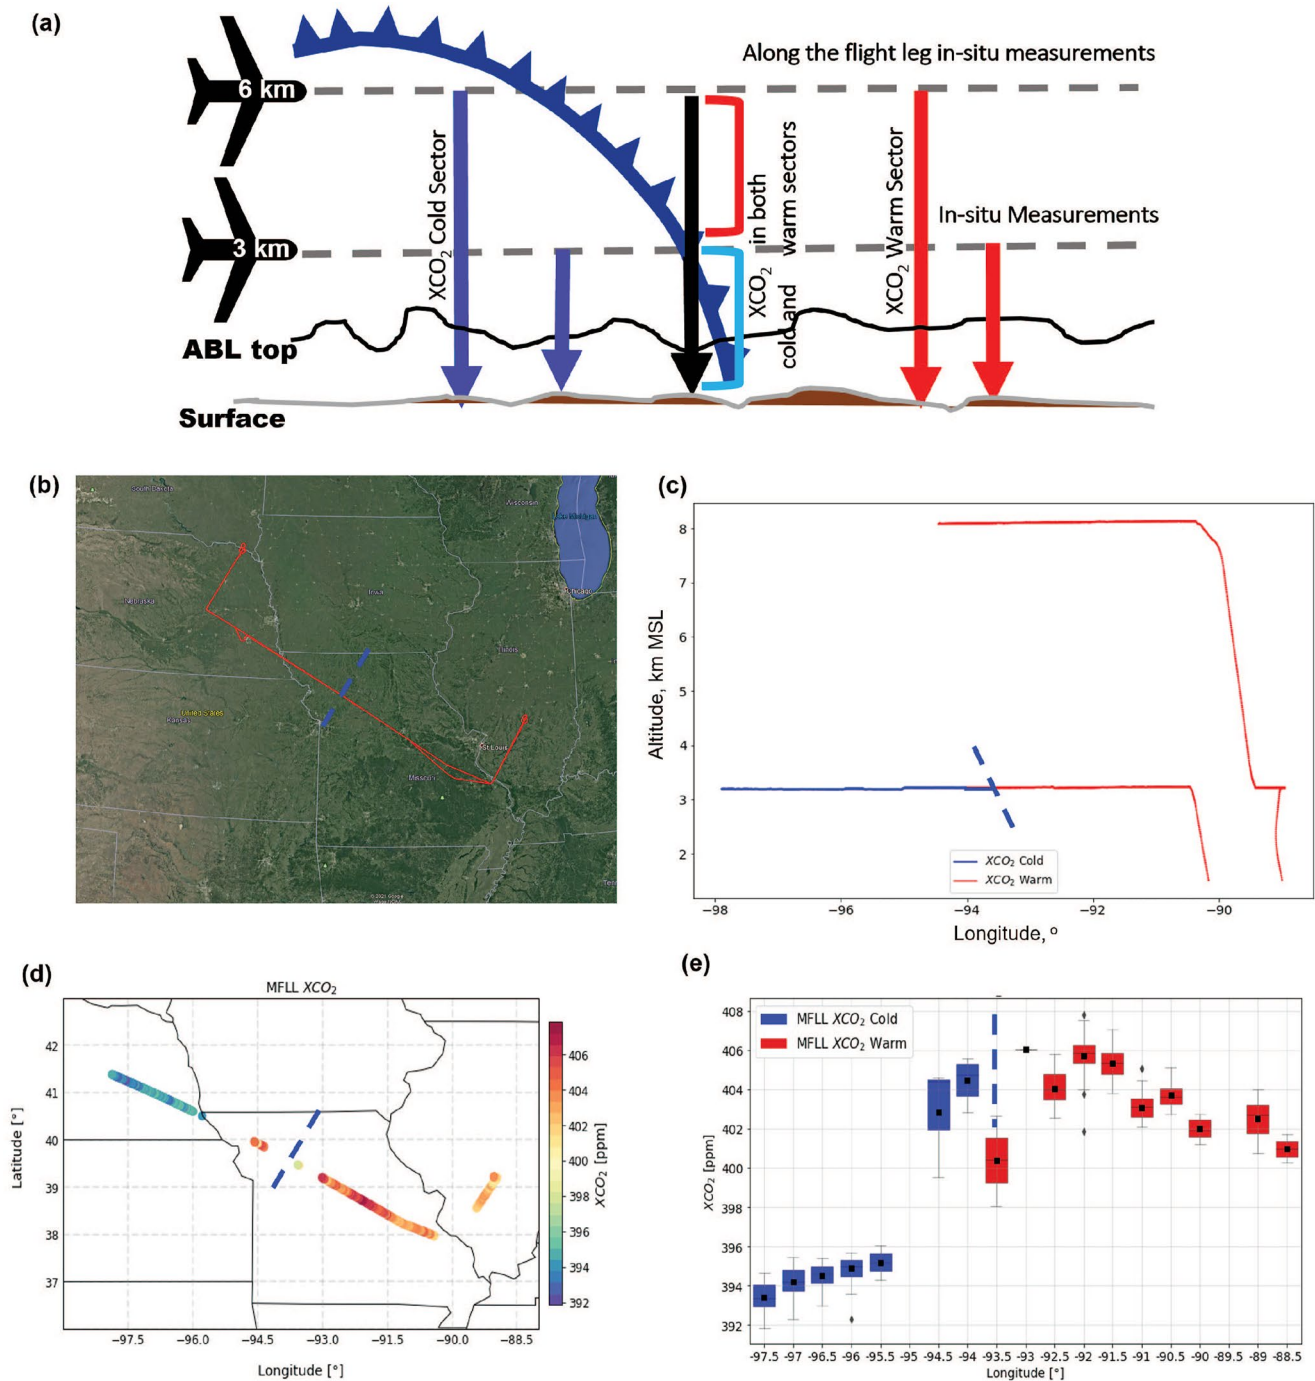 (a)
Along the flight leg in-situ measurements
6 km
XCO2 Cold Sector
XCO2 in both
cold and warm sectors
XCO2 Warm Sector
In-situ Measurements
3 km
ABL top
Surface
(b)
South Dakota
Wisconsin
Lake Michigan
Chicago
Nebraska
Iowa
Illinois
United States
Kansas
St Louis
Missouri
(c)
Altitude, km MSL
8
7
6
5
4
3
2
XCO2 Cold
XCO2 Warm
−98 −96 −94 −92 −90
Longitude, °
(d)
MFLL XCO2
Latitude [°]
42
41
40
39
38
37
−97.5 −96.0 −94.5 −93.0 −91.5 −90.0 −88.5
Longitude [°]
406
404
402
400
398
396
394
392
XCO2 [ppm]
(e)
MFLL XCO2 Cold
MFLL XCO2 Warm
XCO2 [ppm]
408
406
404
402
400
398
396
394
392
-97.5 -97 -96.5 -96 -95.5 -95 -94.5 -94 -93.5 -93 -92.5 -92 -91.5 -91 -90.5 -90 -89 -88.5
Longitude [°]